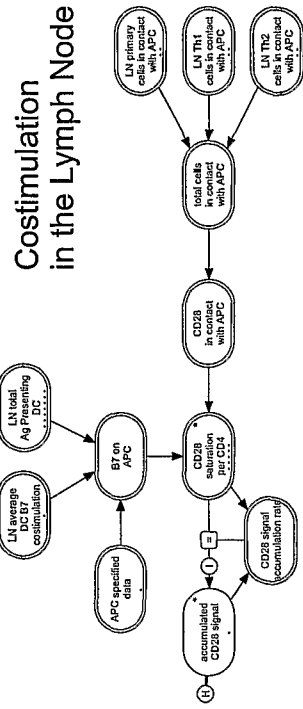 Costimulation
in the Lymph Node
LN average
DC B7
costimulation
LN total
Ag Presenting
DC
APC specified
data
B7 on
APC
LN primary
cells in contact
with APC
LN Th1
cells in contact
with APC
LN Th2
cells in contact
with APC
total cells
in contact
with APC
CD28
in contact
with APC
*
CD28
saturation
per CD4
=
I
H
*
accumulated
CD28 signal
CD28 signal
accumulation rate